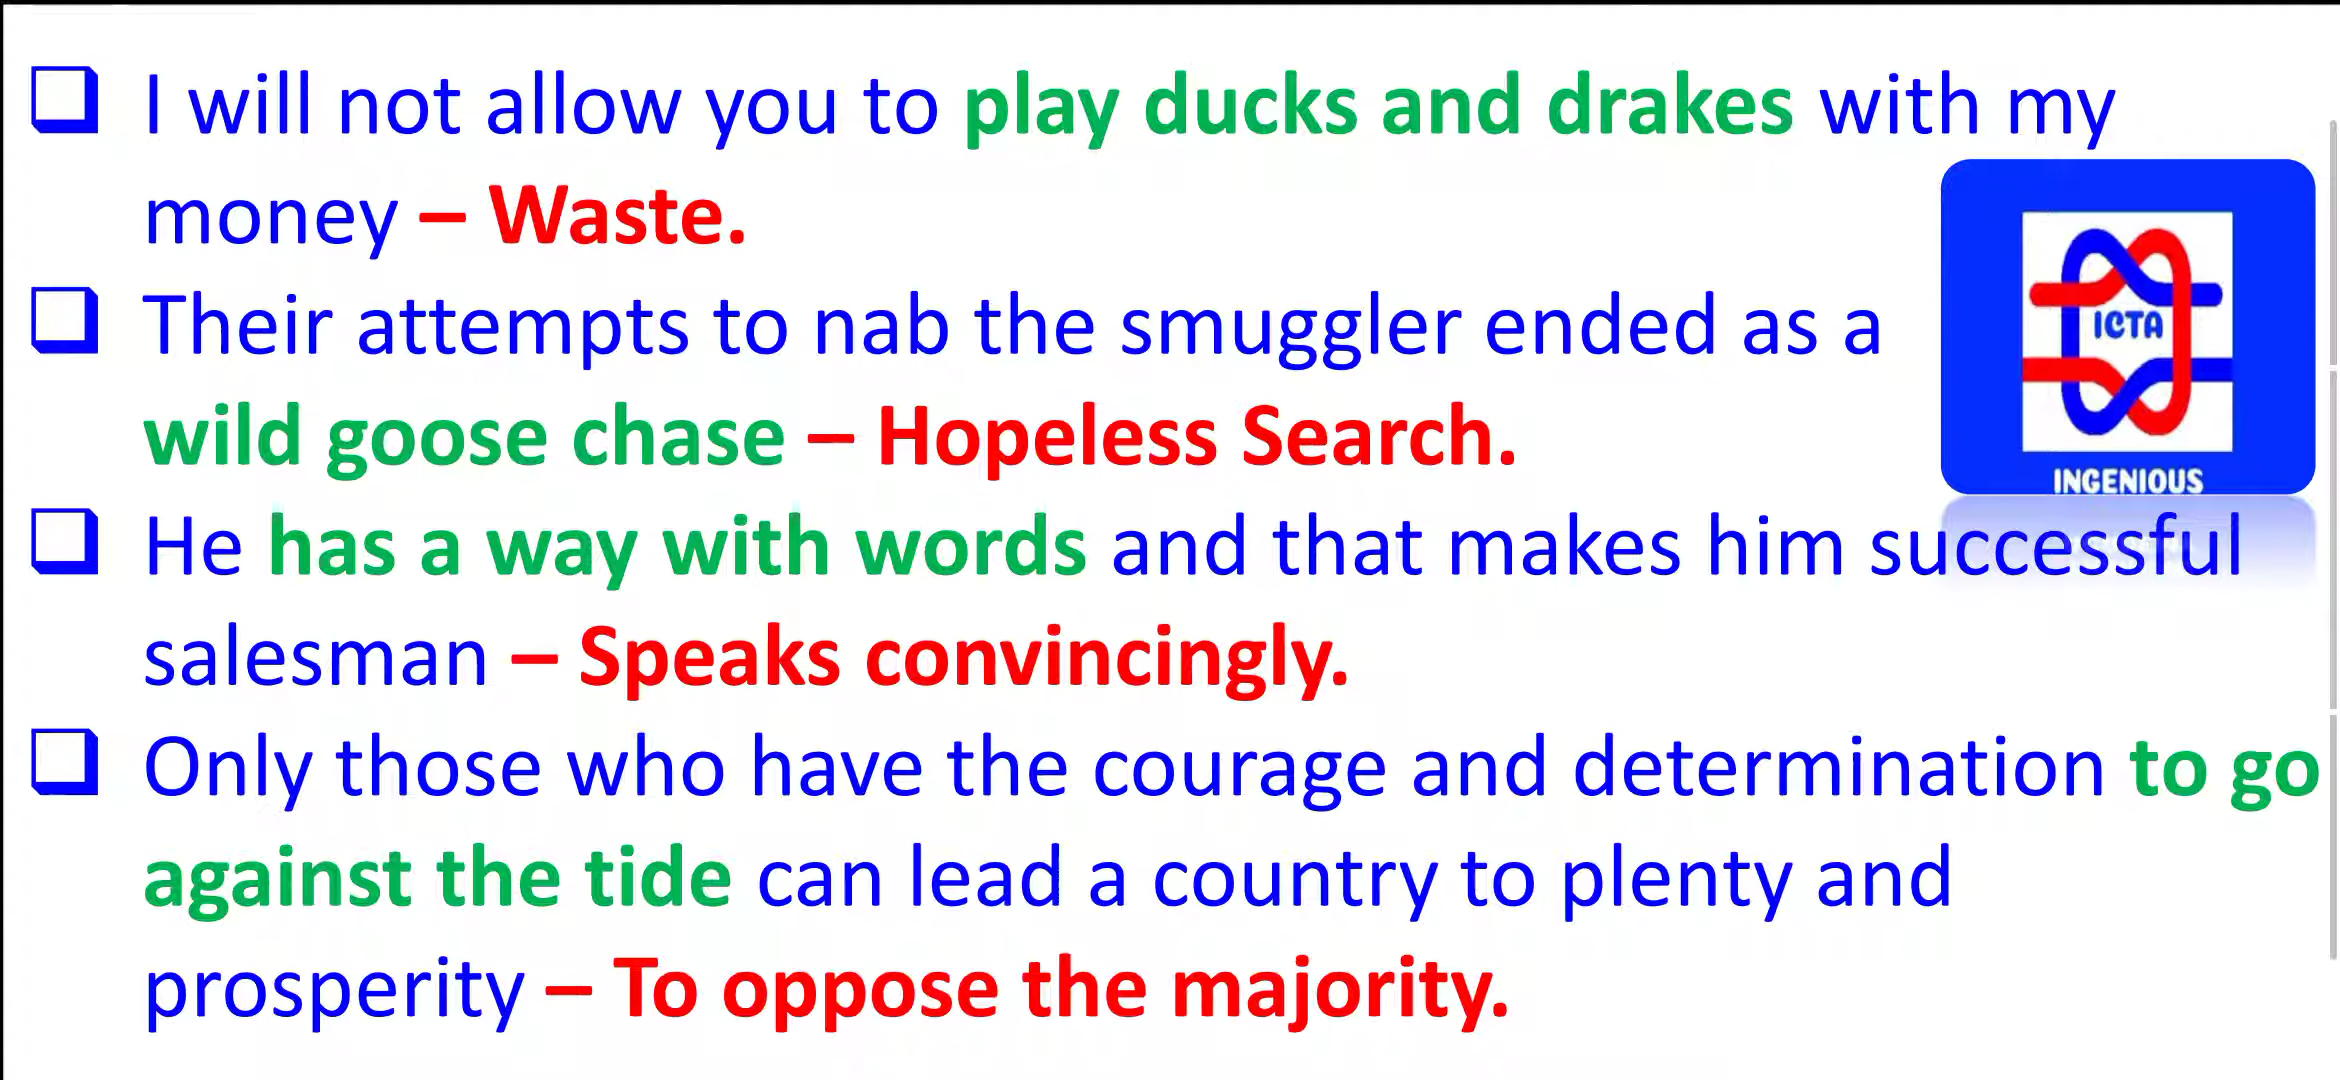 I will not allow you to play ducks and drakes with my
money – Waste.
Their attempts to nab the smuggler ended as a
wild goose chase – Hopeless Search.
ICTA
INGENIOUS
He has a way with words and that makes him successful
salesman – Speaks convincingly.
Only those who have the courage and determination to go
against the tide can lead a country to plenty and
prosperity – To oppose the majority.